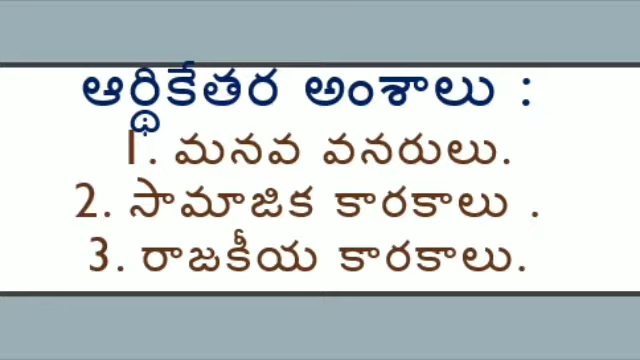 ఆర్థికేతర అంశాలు :
1. మనవ వనరులు.
2. సామాజిక కారకాలు .
3. రాజకీయ కారకాలు.